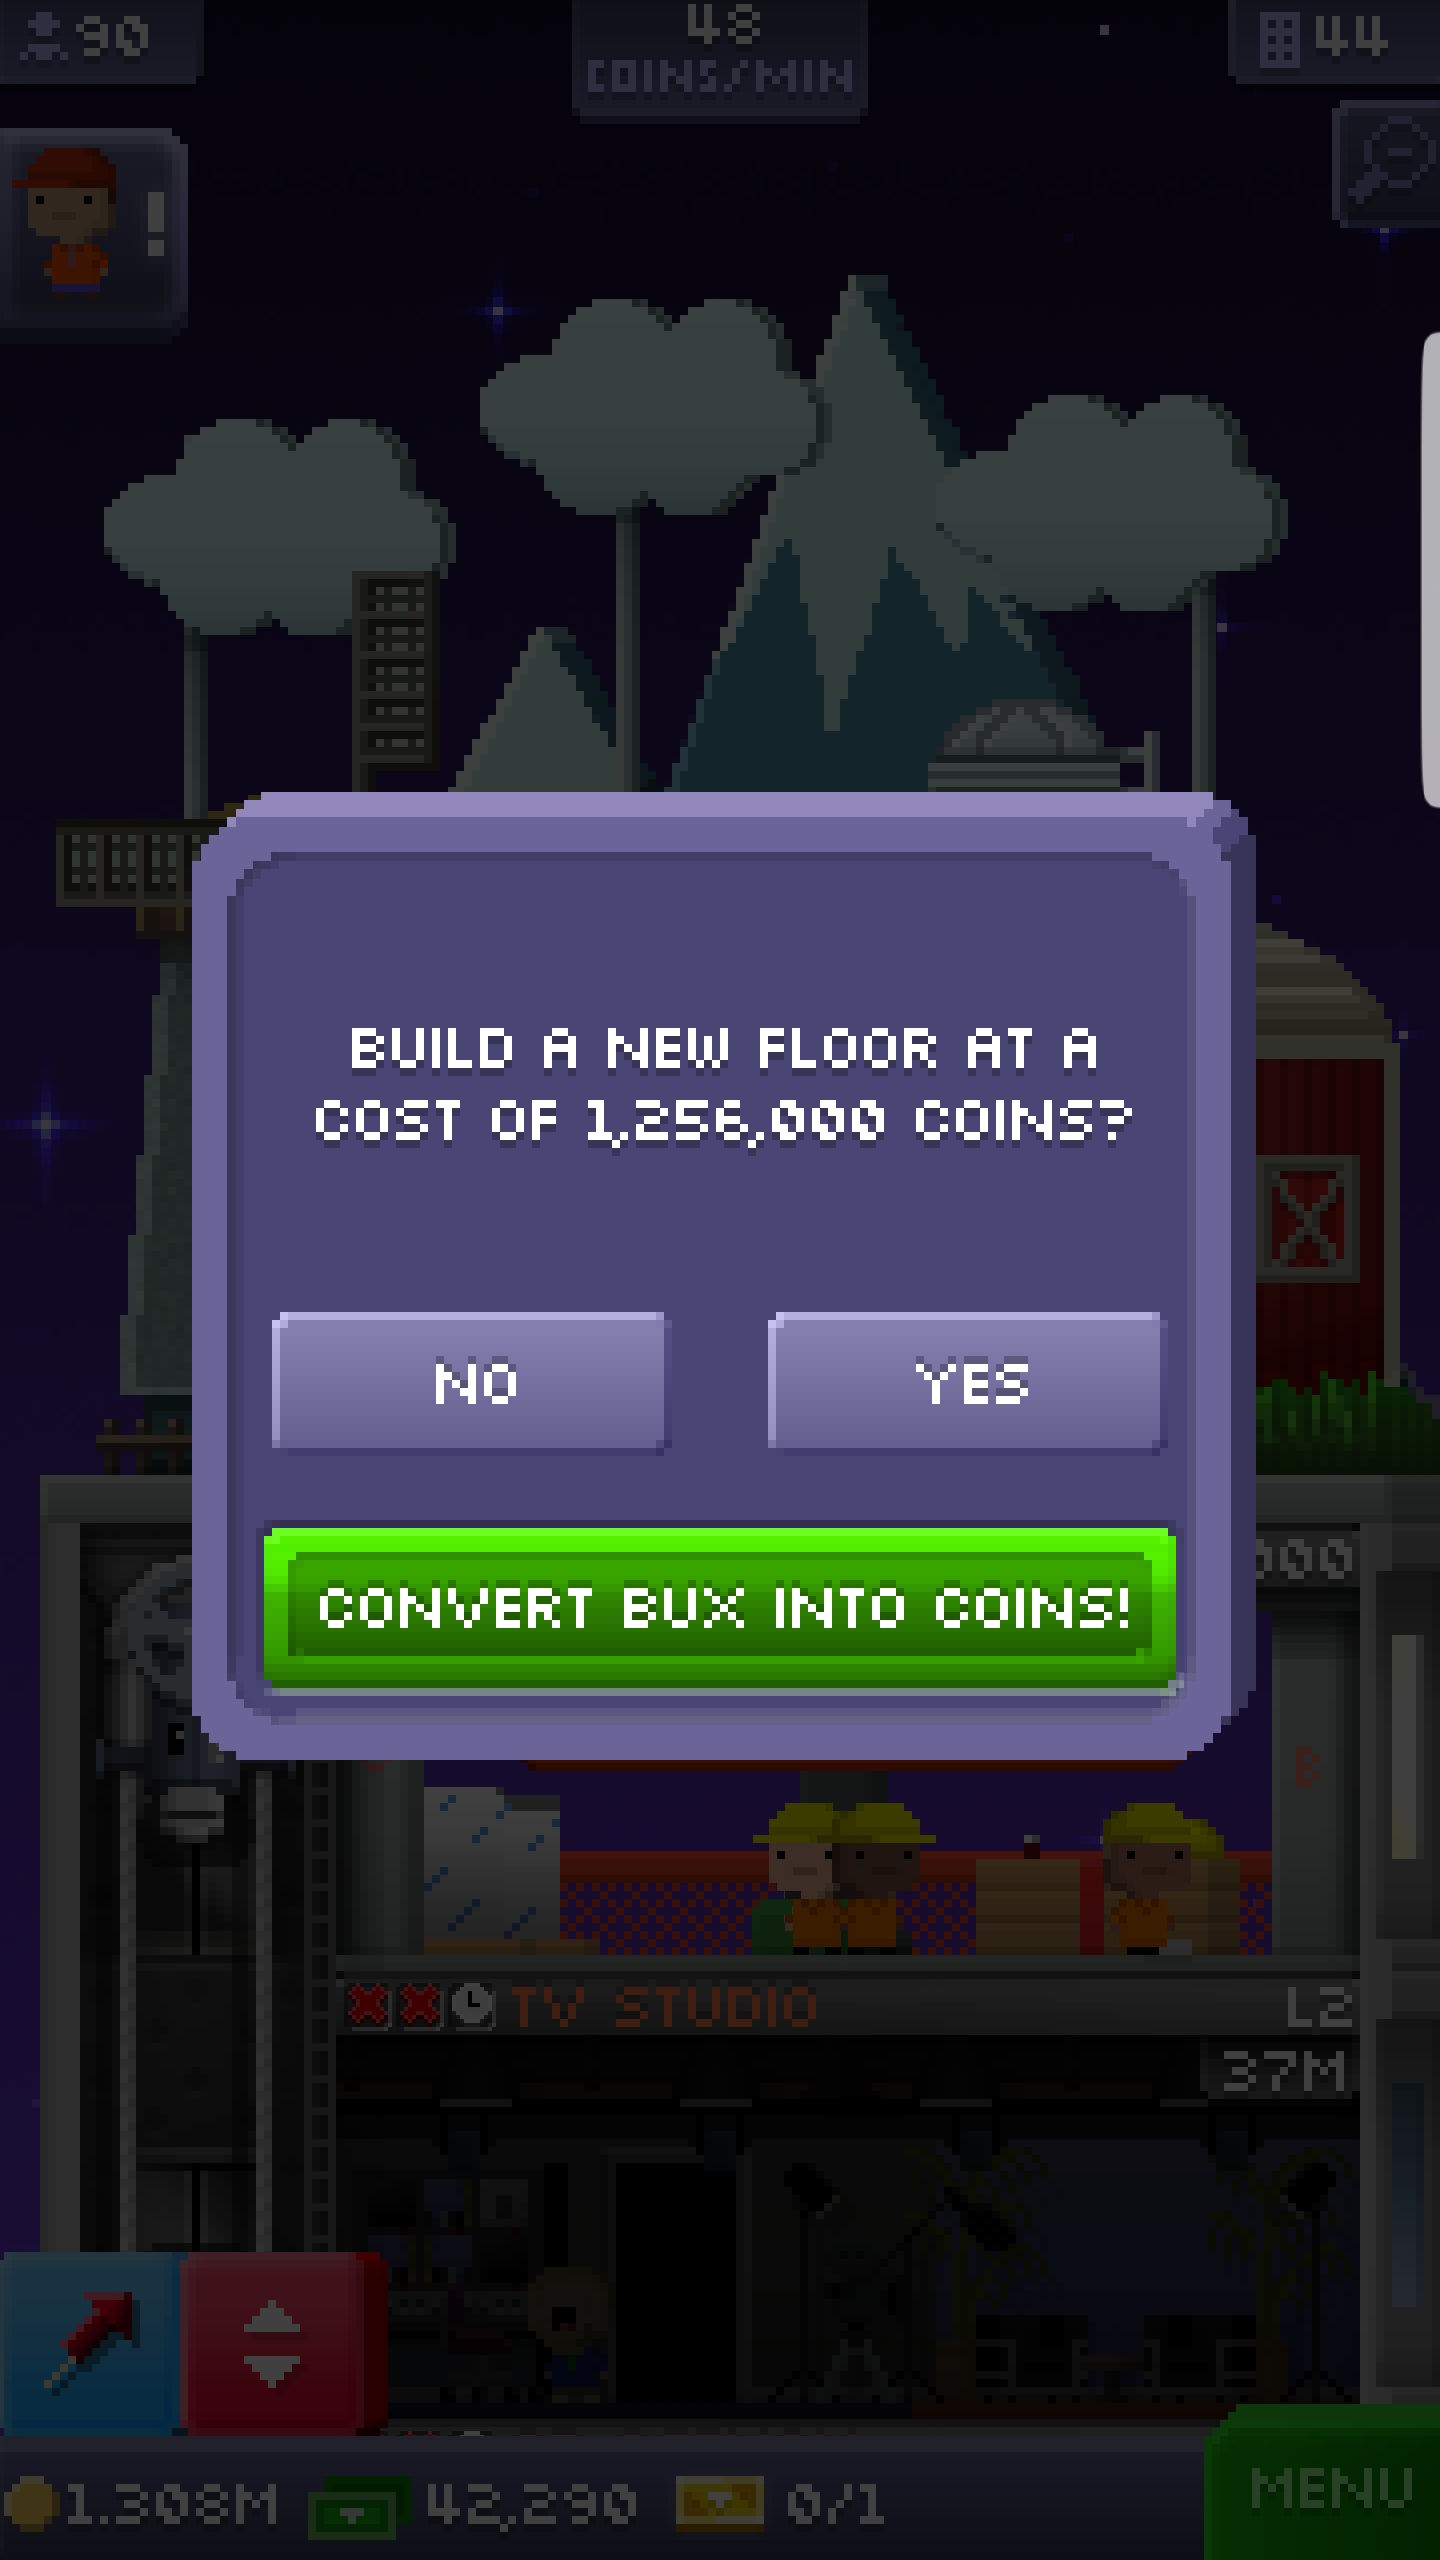 90
48
COINS/MIN
44
!
BUILD A NEW FLOOR AT A
COST OF 1,256,000 COINS?
NO
YES
CONVERT BUX INTO COINS!
000
B
TV STUDIO
L2
37M
1.308M
42,290
0/1
MENU